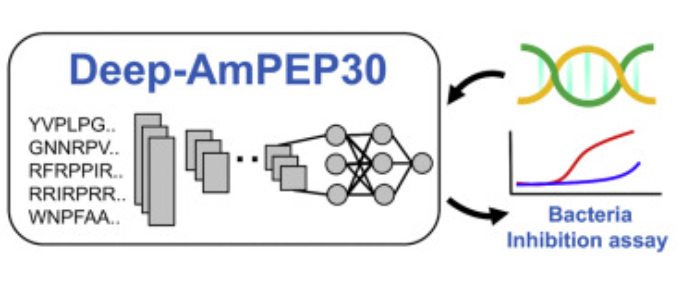 Deep-AmPEP30
YVPLPG..
GNNRPV..
RFRPPIR..
RRIRPRR..
WNPFAA..
Bacteria
Inhibition assay